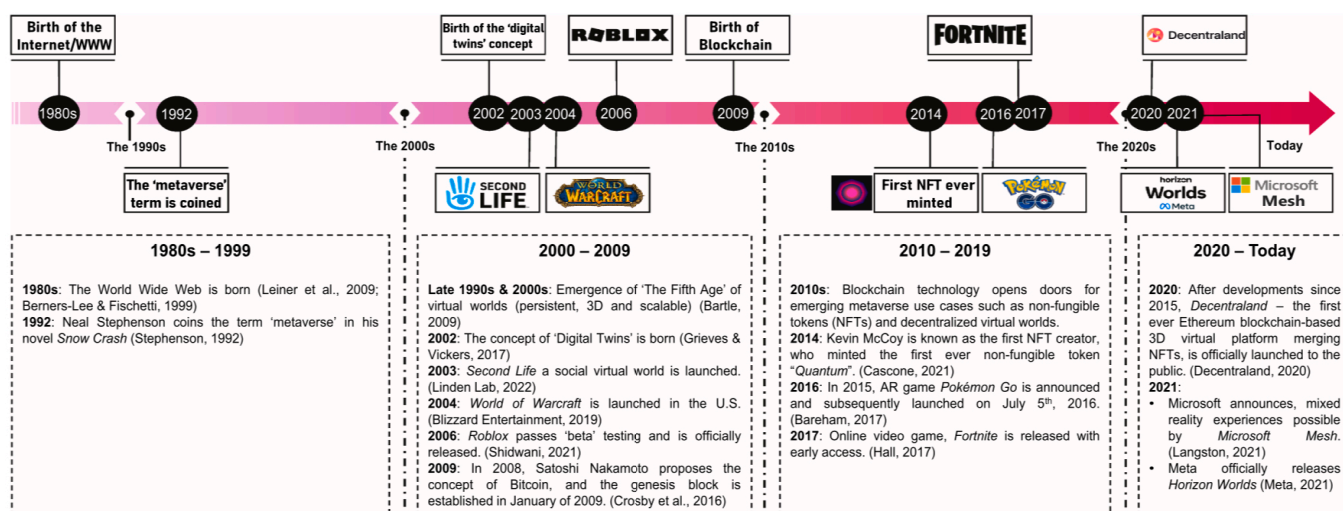 Birth of the
Internet/WWW
Birth of the 'digital
twins' concept
ROBLOX
Birth of
Blockchain
FORTNITE
Decentraland
1980s
1992
2002
2003
2004
2006
2009
2014
2016
2017
2020
2021
The 1990s
The 2000s
The 2010s
The 2020s
Today
The 'metaverse'
term is coined
SECOND
LIFE
WORLD
WARCRAFT
First NFT ever
minted
POKÉMON
GO
horizon
Worlds
Meta
Microsoft
Mesh
1980s – 1999
1980s: The World Wide Web is born (Leiner et al., 2009;
Berners-Lee & Fischetti, 1999)
1992: Neal Stephenson coins the term 'metaverse' in his
novel Snow Crash (Stephenson, 1992)
2000 – 2009
Late 1990s & 2000s: Emergence of 'The Fifth Age' of
virtual worlds (persistent, 3D and scalable) (Bartle,
2009)
2002: The concept of 'Digital Twins' is born (Grieves &
Vickers, 2017)
2003: Second Life a social virtual world is launched.
(Linden Lab, 2022)
2004: World of Warcraft is launched in the U.S.
(Blizzard Entertainment, 2019)
2006: Roblox passes 'beta' testing and is officially
released. (Shidwani, 2021)
2009: In 2008, Satoshi Nakamoto proposes the
concept of Bitcoin, and the genesis block is
established in January of 2009. (Crosby et al., 2016)
2010 – 2019
2010s: Blockchain technology opens doors for
emerging metaverse use cases such as non-fungible
tokens (NFTs) and decentralized virtual worlds.
2014: Kevin McCoy is known as the first NFT creator,
who minted the first ever non-fungible token
"Quantum". (Cascone, 2021)
2016: In 2015, AR game Pokémon Go is announced
and subsequently launched on July 5th, 2016.
(Bareham, 2017)
2017: Online video game, Fortnite is released with
early access. (Hall, 2017)
2020 – Today
2020: After developments since
2015, Decentraland – the first
ever Ethereum blockchain-based
3D virtual platform merging
NFTs, is officially launched to the
public. (Decentraland, 2020)
2021:
• Microsoft announces, mixed
reality experiences possible
by Microsoft Mesh.
(Langston, 2021)
• Meta officially releases
Horizon Worlds (Meta, 2021)